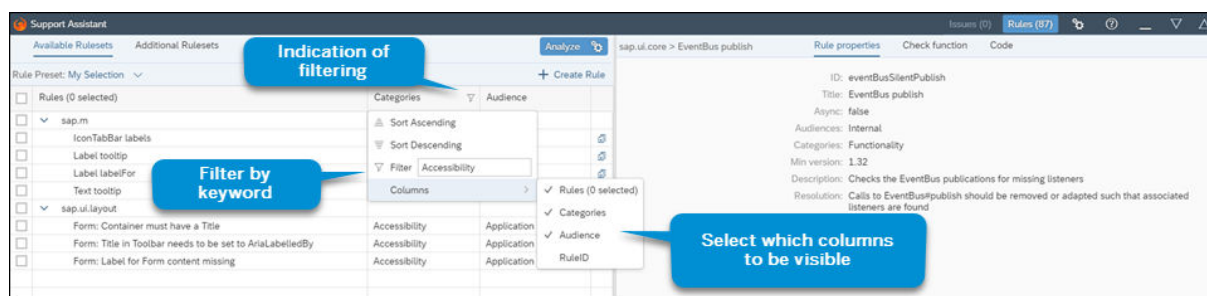 Support Assistant
Issues (0)
Rules (87)
Available Rulesets
Additional Rulesets
Indication of
filtering
Analyze
sap.ui.core > EventBus publish
Rule properties
Check function
Code
Rule Preset: My Selection
+ Create Rule
Rules (0 selected)
Categories
Audience
sap.m
IconTabBar labels
Label tooltip
Label labelFor
Text tooltip
Filter by
keyword
Sort Ascending
Sort Descending
Filter Accessibility
Columns
Rules (0 selected)
Categories
Audience
RuleID
sap.ui.layout
Form: Container must have a Title
Accessibility
Application
Form: Title in Toolbar needs to be set to AriaLabelledBy
Accessibility
Application
Form: Label for Form content missing
Accessibility
Application
Select which columns
to be visible
ID: eventBusSilentPublish
Title: EventBus publish
Async: false
Audiences: Internal
Categories: Functionality
Min version: 1.32
Description: Checks the EventBus publications for missing listeners
Resolution: Calls to EventBus#publish should be removed or adapted such that associated
listeners are found